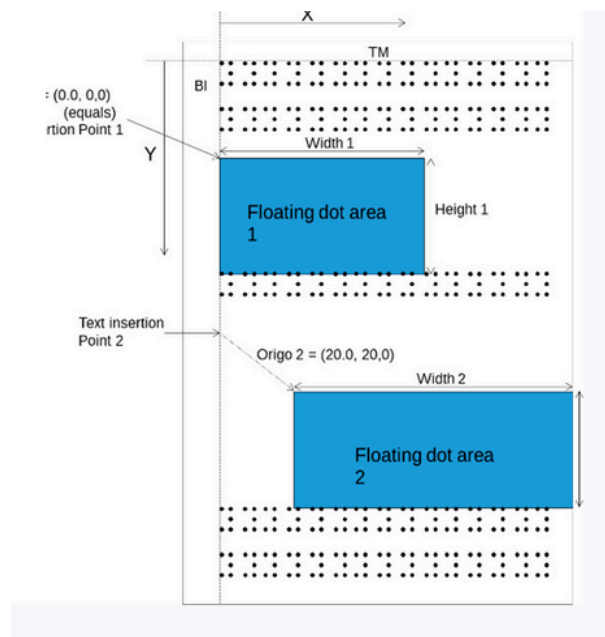 X
TM
BI
= (0.0, 0,0)
(equals)
rtion Point 1
Y
Width 1
Floating dot area
1
Height 1
Text insertion
Point 2
Origo 2 = (20.0, 20,0)
Width 2
Floating dot area
2